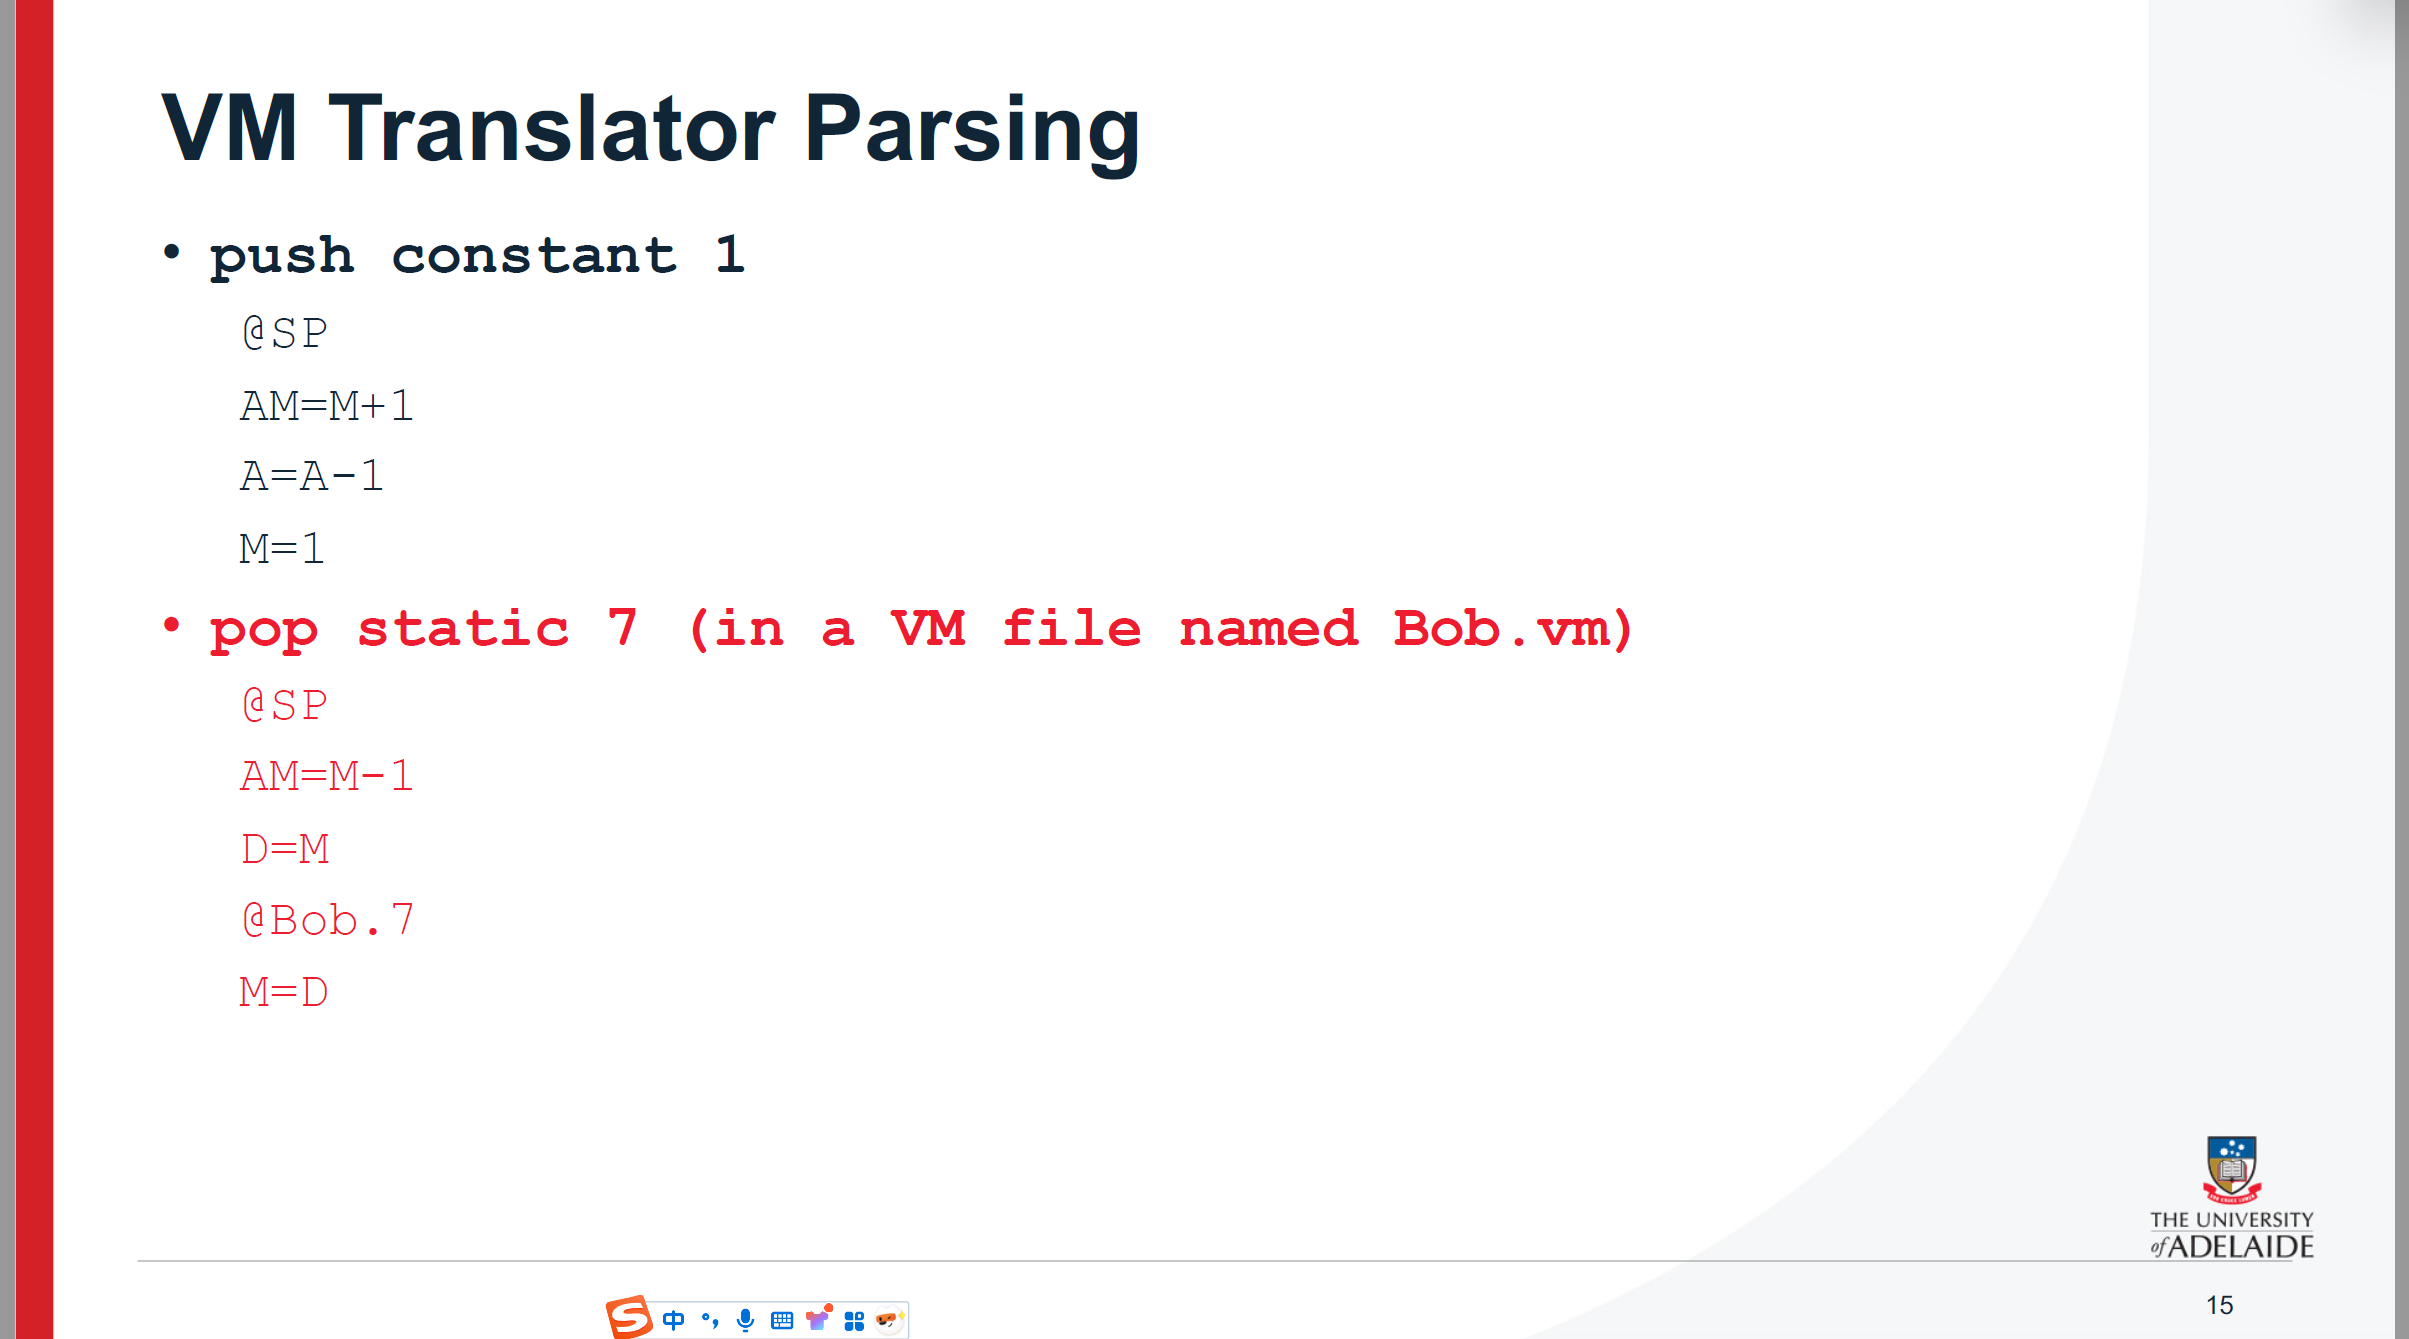 VM Translator Parsing
• push constant 1
@SP
AM=M+1
A=A-1
M=1
• pop static 7 (in a VM file named Bob.vm)
@SP
AM=M-1
D=M
@Bob.7
M=D
THE UNIVERSITY
of ADELAIDE
15
S 中